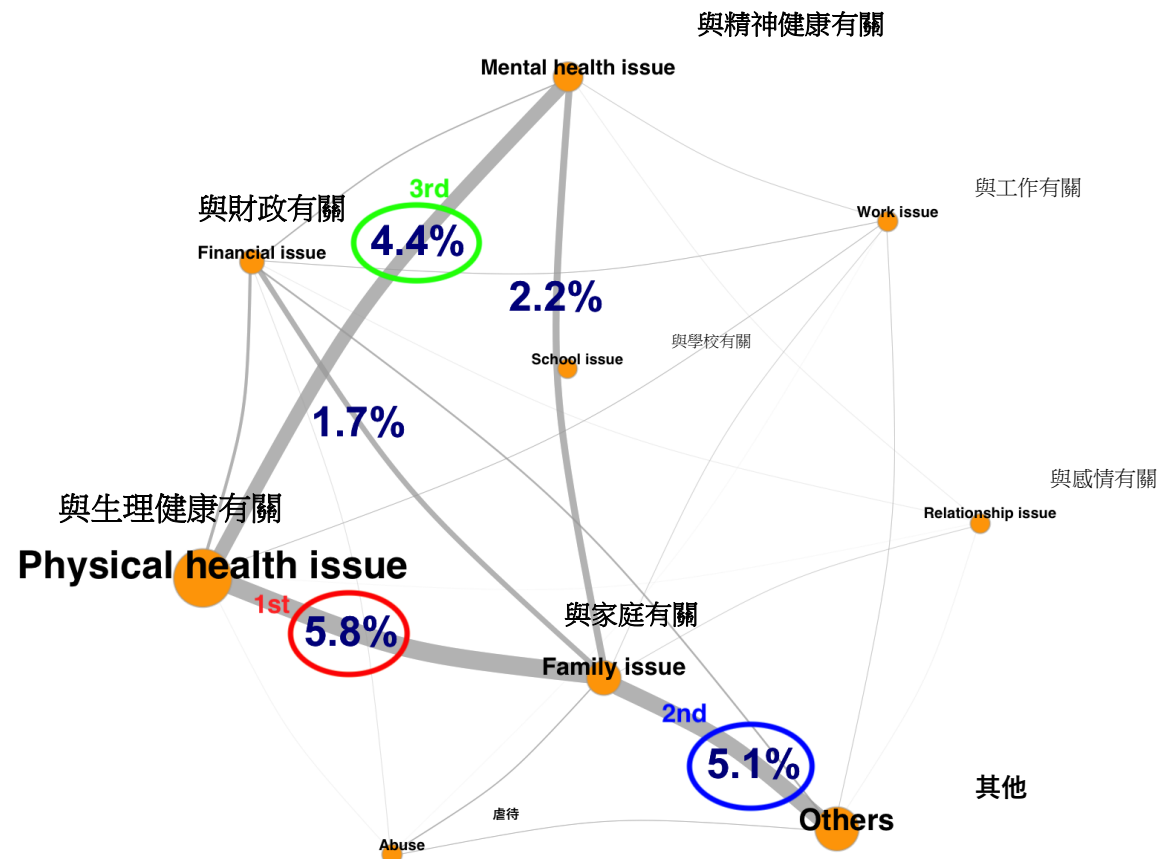 與精神健康有關
Mental health issue
3rd
與工作有關
與財政有關
Work issue
Financial issue
4.4%
2.2%
與學校有關
School issue
1.7%
與感情有關
與生理健康有關
Relationship issue
Physical health issue
1st
與家庭有關
5.8%
Family issue
2nd
5.1%
其他
虐待
Others
Abuse